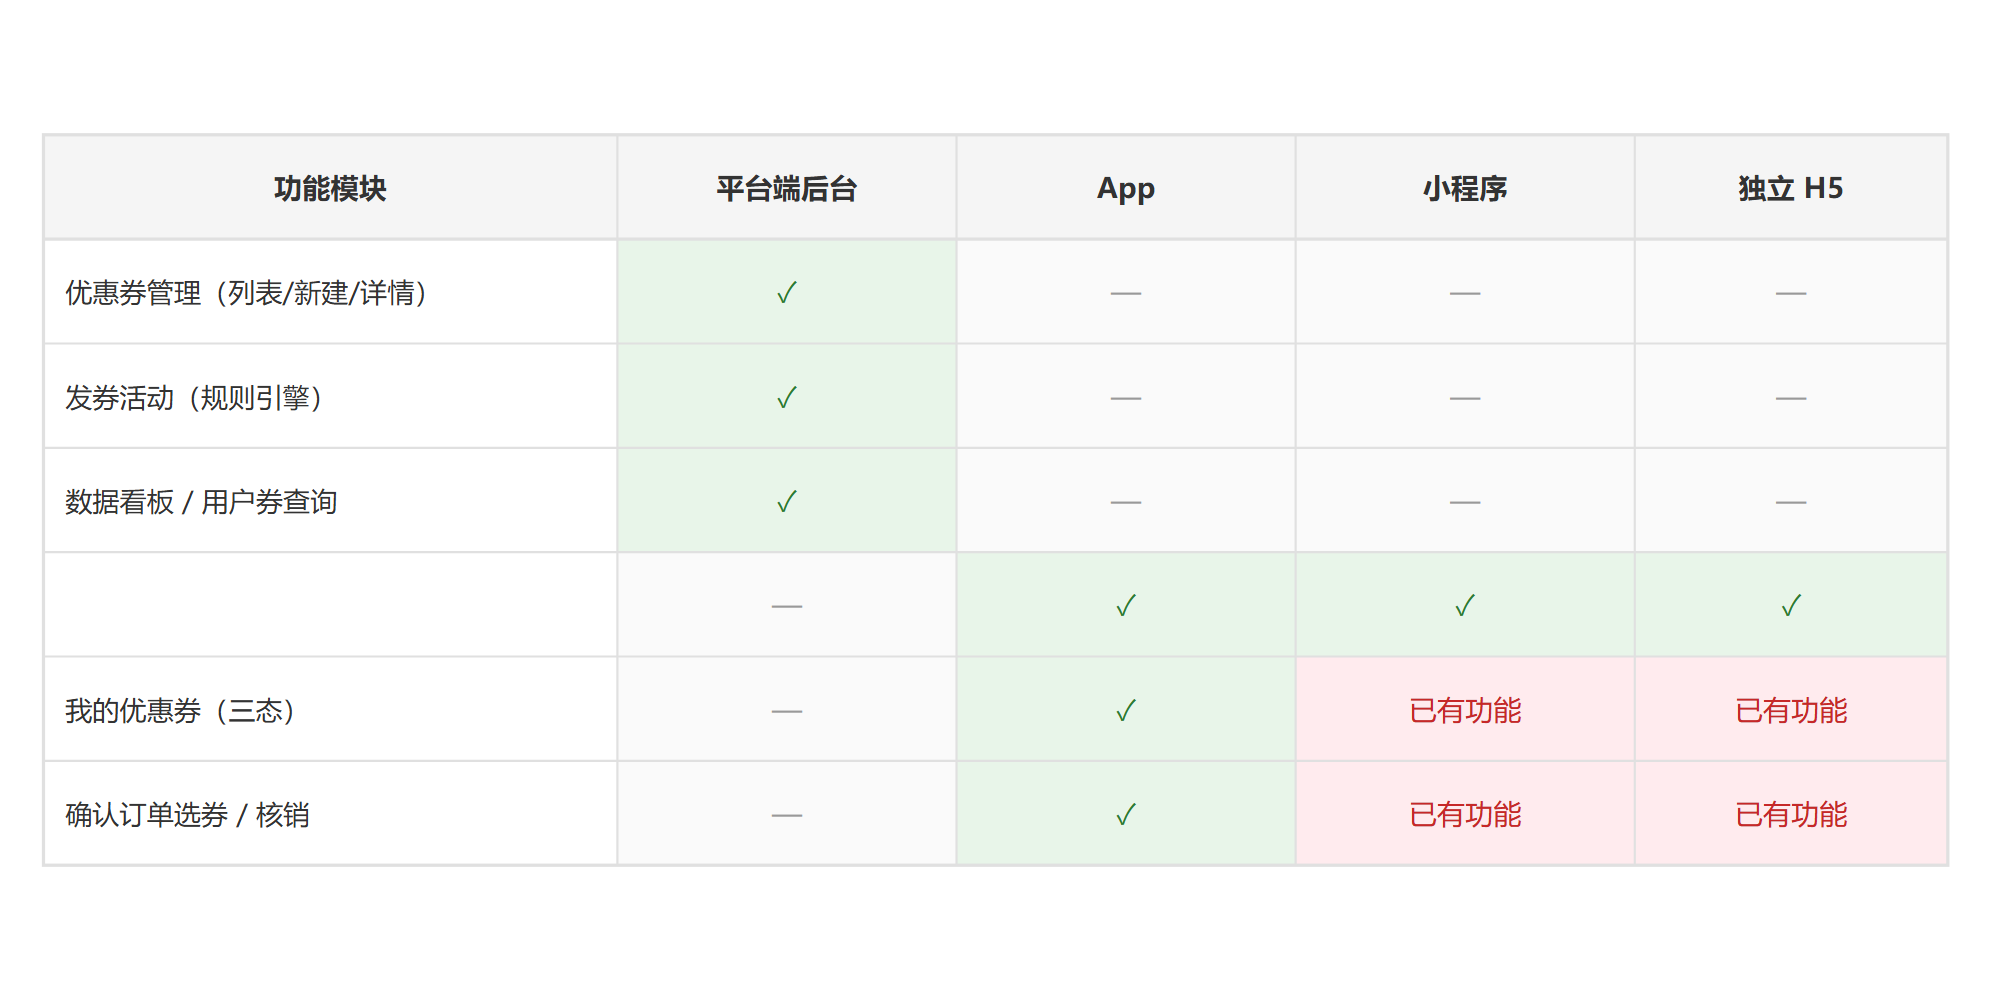 功能模块 平台端后台 App 小程序 独立 H5
优惠券管理（列表/新建/详情） ✓ — — —
发券活动（规则引擎） ✓ — — —
数据看板 / 用户券查询 ✓ — — —
— ✓ ✓ ✓
我的优惠券（三态） — ✓ 已有功能 已有功能
确认订单选券 / 核销 — ✓ 已有功能 已有功能